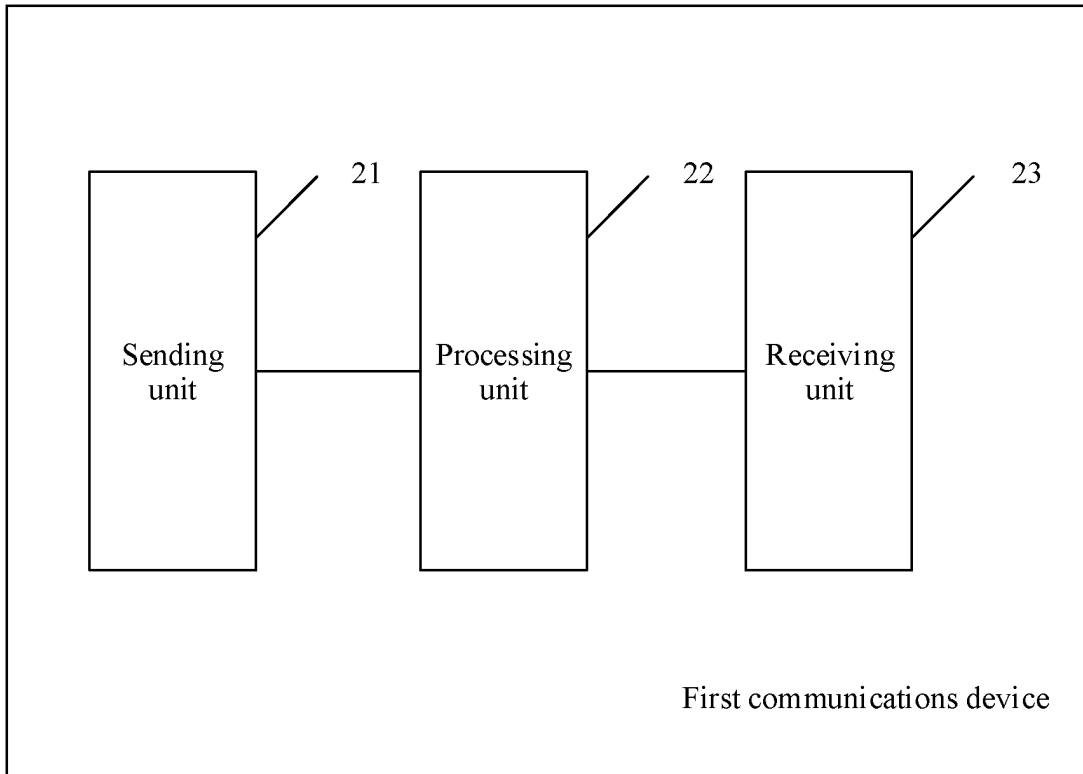 21
22
23
Sending
unit
Processing
unit
Receiving
unit
First communications device